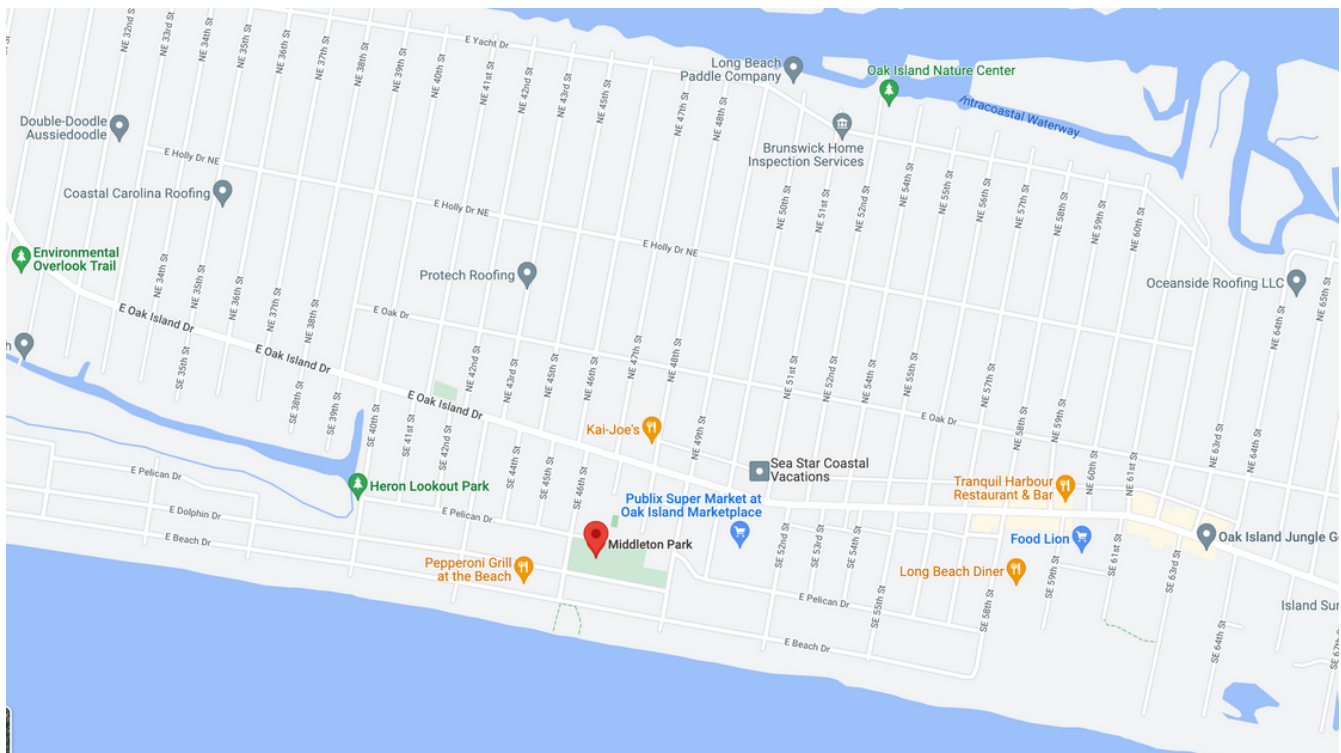 NE 32nd St
NE 33rd St
NE 34th St
NE 35th St
NE 36th St
NE 37th St
NE 38th St
NE 39th St
NE 40th St
E Yacht Dr
NE 41st St
NE 42nd St
NE 43rd St
NE 45th St
NE 47th St
NE 48th St
Long Beach
Paddle Company
Oak Island Nature Center
Intracoastal Waterway
Double-Doodle
Aussiedoodle
Brunswick Home
Inspection Services
E Holly Dr NE
Coastal Carolina Roofing
E Holly Dr NE
E Holly Dr NE
NE 50th St
NE 51st St
NE 52nd St
NE 54th St
NE 55th St
NE 56th St
NE 57th St
NE 58th St
NE 59th St
NE 60th St
Environmental
Overlook Trail
NE 34th St
NE 35th St
NE 36th St
NE 37th St
NE 38th St
Protech Roofing
Oceanside Roofing LLC
NE 64th St
NE 65th St
E Oak Island Dr
E Oak Dr
h
E Oak Island Dr
SE 35th St
NE 42nd St
NE 43rd St
NE 45th St
NE 46th St
NE 47th St
NE 48th St
NE 51st St
NE 52nd St
NE 54th St
NE 55th St
NE 57th St
E Oak Island Dr
E Oak Dr
SE 38th St
SE 39th St
SE 40th St
SE 41st St
SE 42nd St
SE 44th St
SE 45th St
SE 46th St
Kai-Joe's
NE 49th St
NE 58th St
NE 59th St
NE 60th St
NE 61st St
NE 63rd St
NE 64th St
Sea Star Coastal
Vacations
E Pelican Dr
Heron Lookout Park
Tranquil Harbour
Restaurant & Bar
Publix Super Market at
Oak Island Marketplace
E Dolphin Dr
E Pelican Dr
Food Lion
Oak Island Jungle Go
E Beach Dr
Middleton Park
Pepperoni Grill
at the Beach
SE 52nd St
SE 53rd St
SE 54th St
SE 55th St
Long Beach Diner
SE 58th St
SE 59th St
SE 61st St
SE 63rd St
SE 64th St
E Pelican Dr
E Beach Dr
Island Sur
SE 67th St